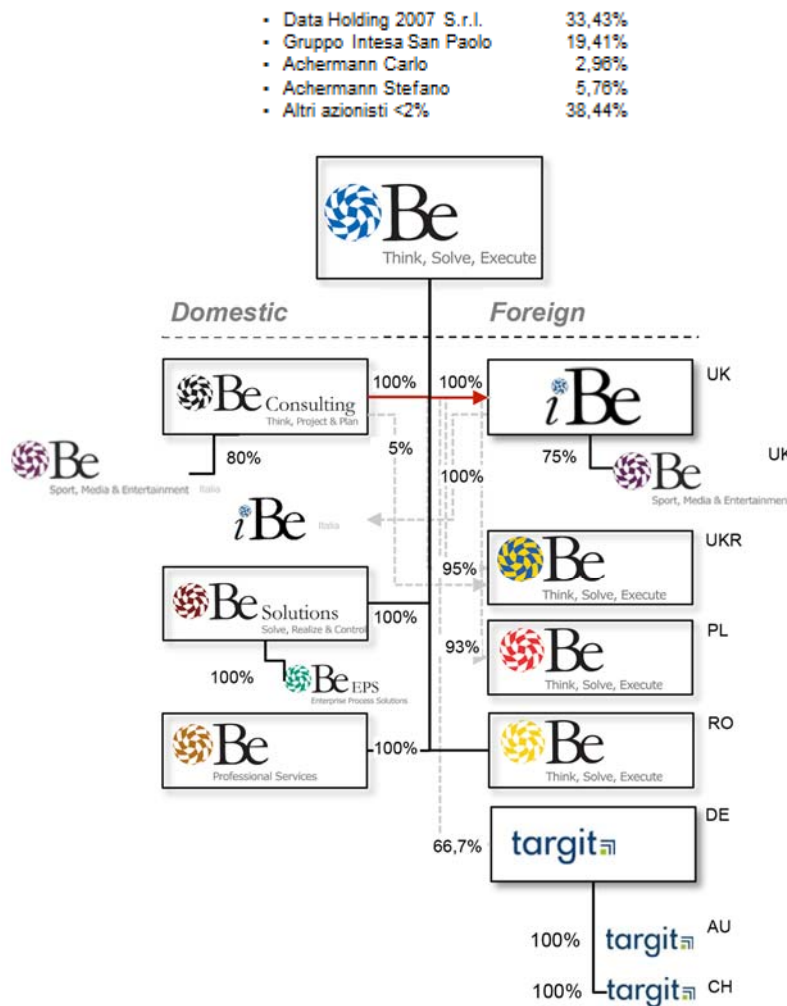 ▪ Data Holding 2007 S.r.l. 33,43%
▪ Gruppo Intesa San Paolo 19,41%
▪ Achermann Carlo 2,96%
▪ Achermann Stefano 5,76%
▪ Altri azionisti <2% 38,44%
Be
Think, Solve, Execute
Domestic Foreign
Be Consulting
Think, Project & Plan
100% 100%
iBe
UK
5%
80%
Be
Sport, Media & Entertainment Italia
100%
75%
Be
Sport, Media & Entertainment
UK
iBe Italia
95%
Be
Think, Solve, Execute
UKR
Be Solutions
Solve, Realize & Control
100%
100%
Be EPS
Enterprise Process Solutions
93%
Be
Think, Solve, Execute
PL
Be
Professional Services
100%
Be
Think, Solve, Execute
RO
66,7%
targit
DE
100% targit AU
100% targit CH